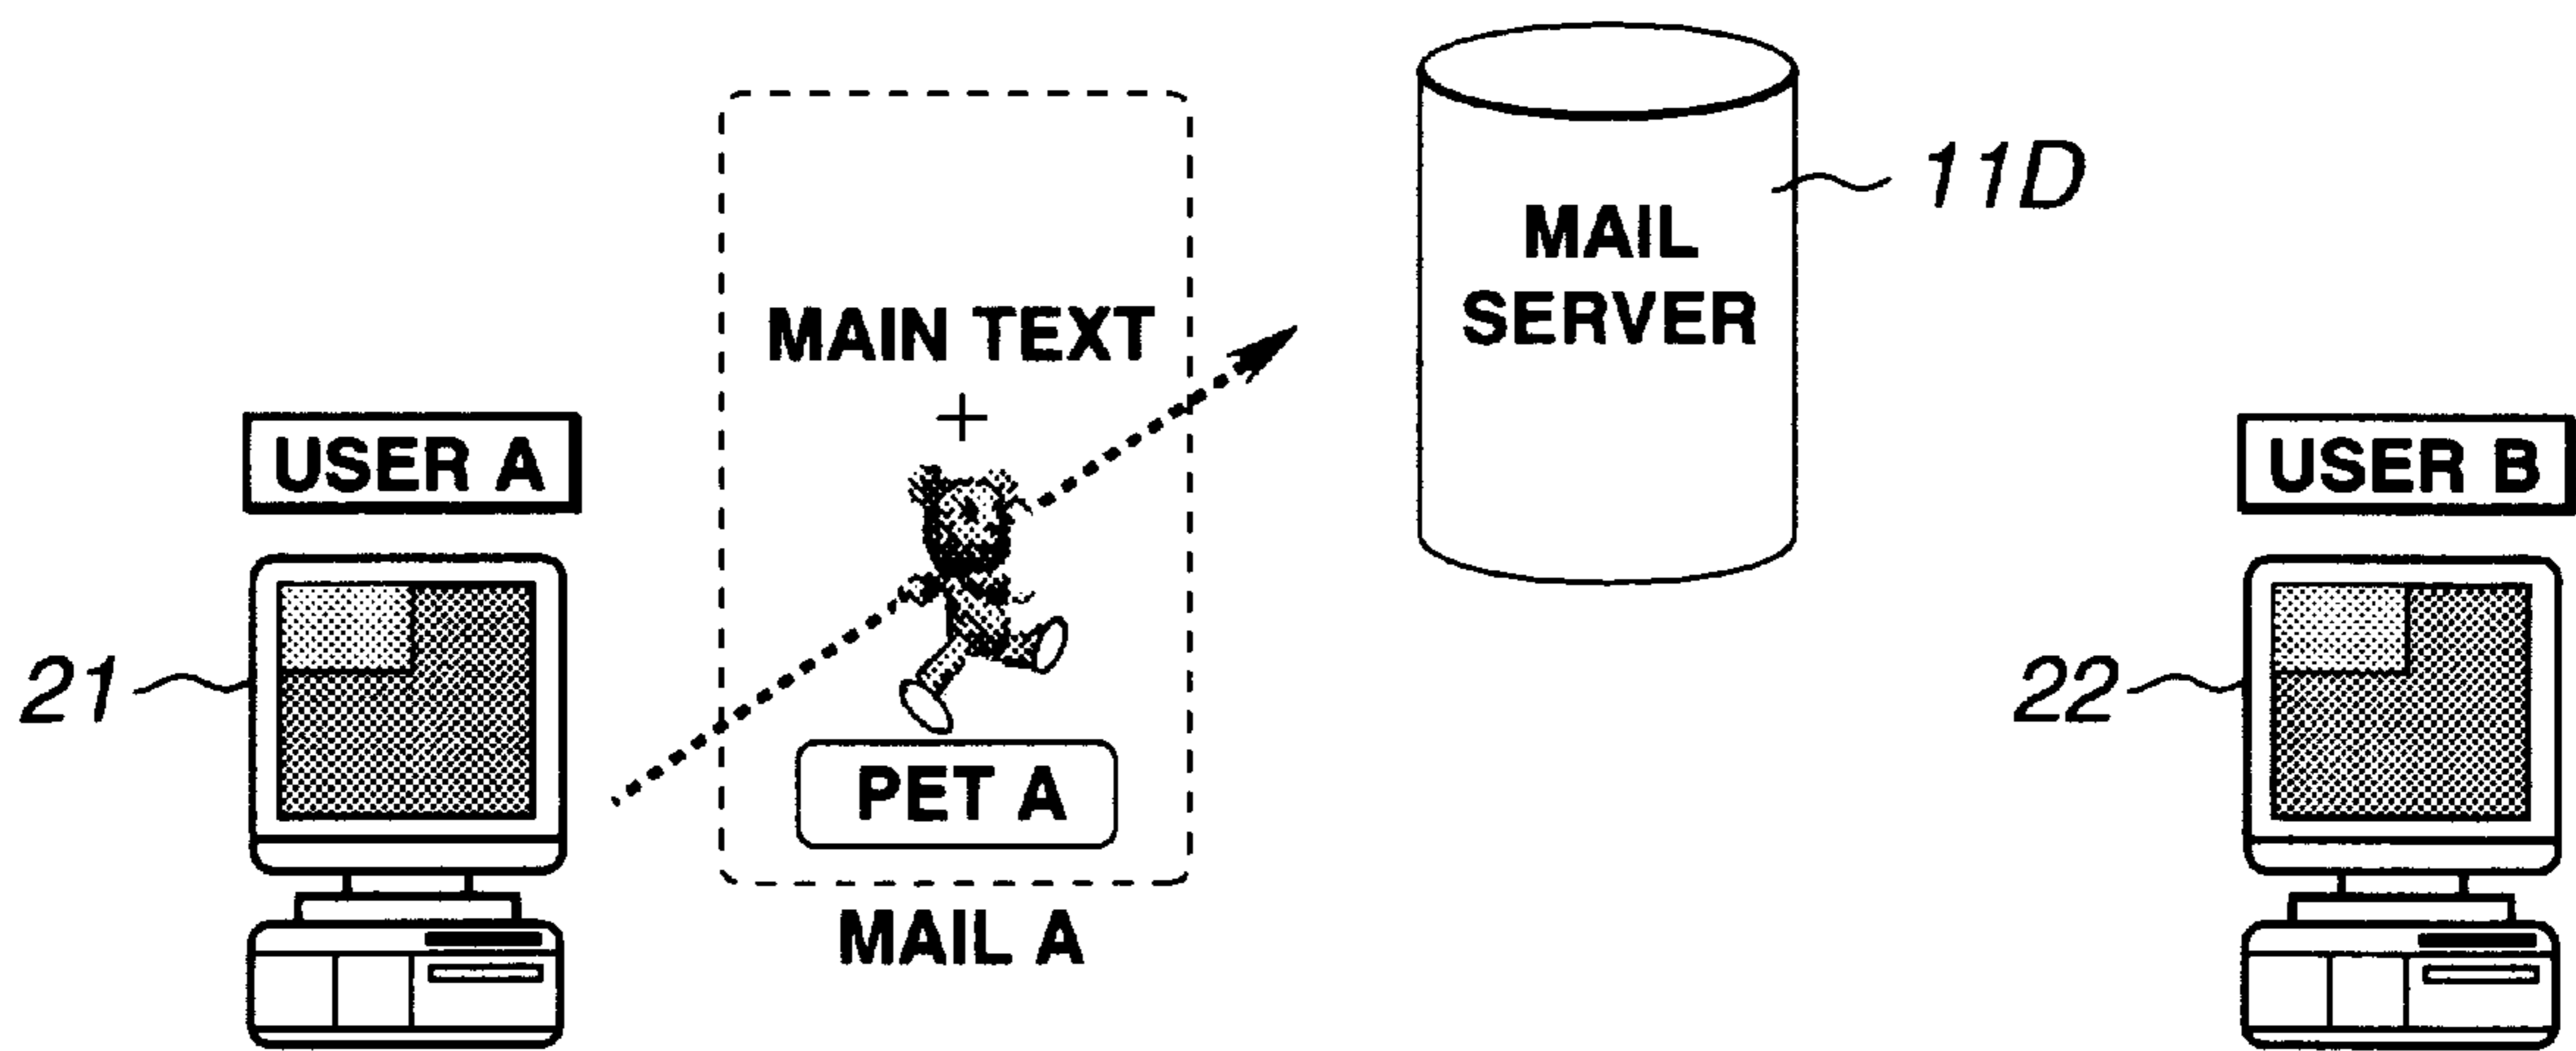 11D
MAIL
SERVER
MAIN TEXT
+
USER A
USER B
21
22
PET A
MAIL A